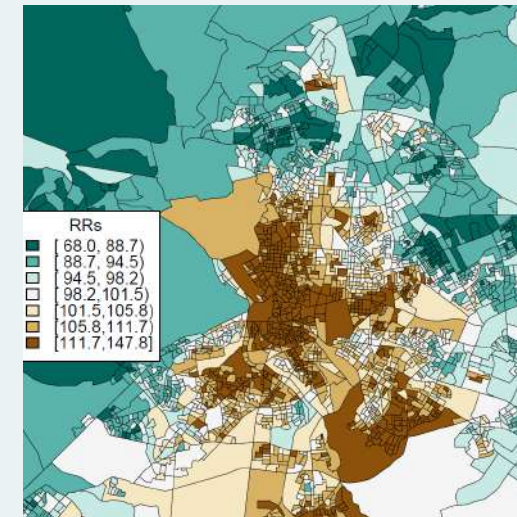 RRs
[ 68.0, 88.7)
[ 88.7, 94.5)
[ 94.5, 98.2)
[ 98.2,101.5)
[101.5,105.8)
[105.8,111.7)
[111.7,147.8]